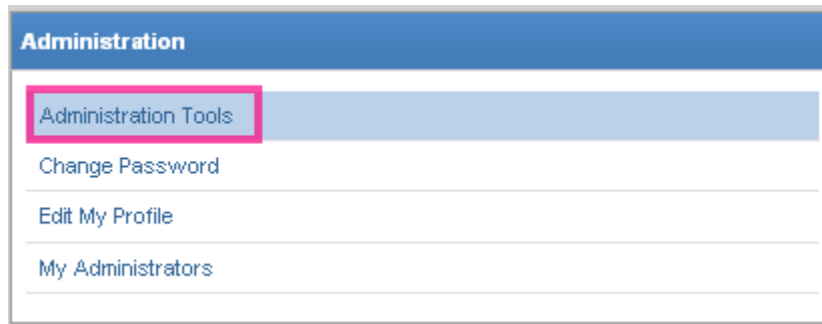 Administration
Administration Tools
Change Password
Edit My Profile
My Administrators